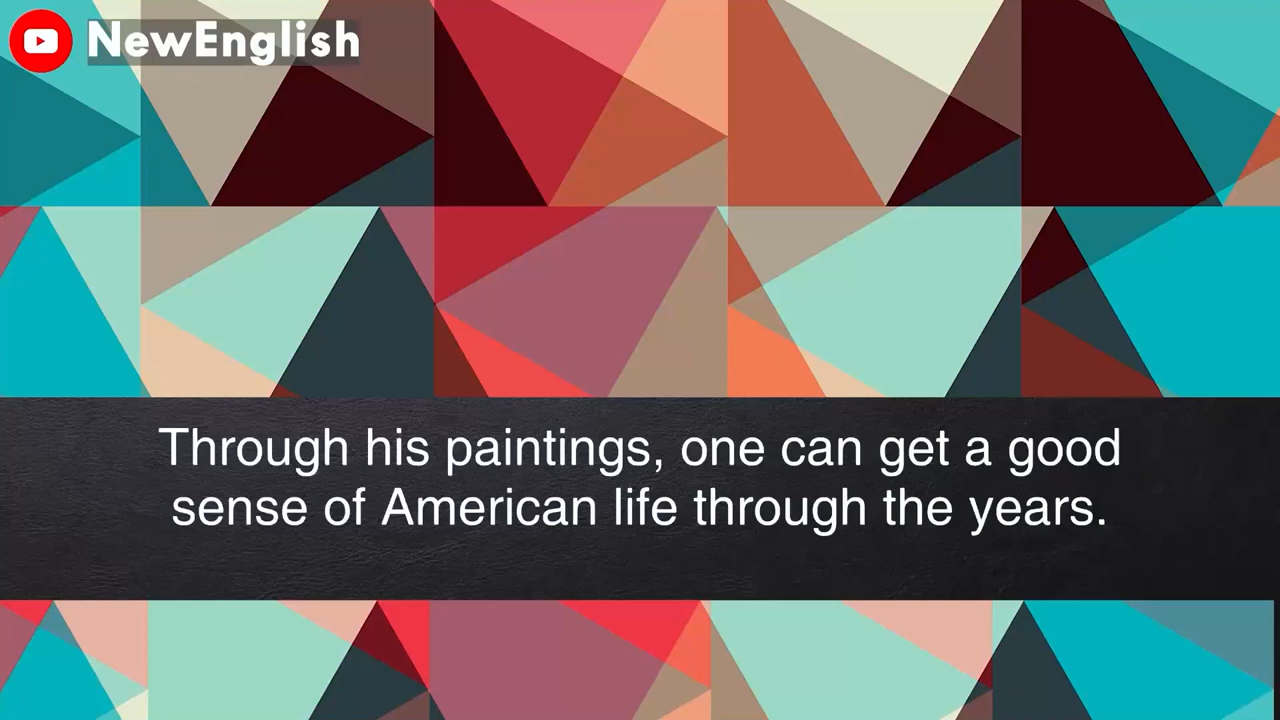 NewEnglish
Through his paintings, one can get a good
sense of American life through the years.